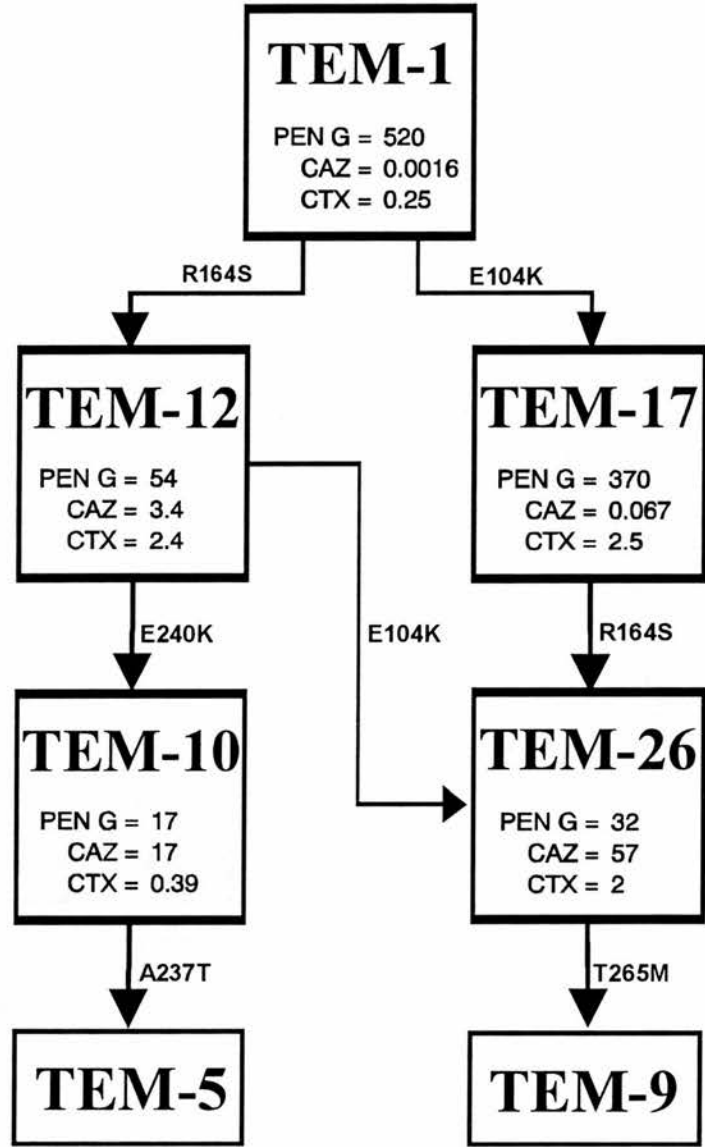 TEM-1
PEN G = 520
CAZ = 0.0016
CTX = 0.25
R164S
E104K
TEM-12
PEN G = 54
CAZ = 3.4
CTX = 2.4
TEM-17
PEN G = 370
CAZ = 0.067
CTX = 2.5
E240K
E104K
R164S
TEM-10
PEN G = 17
CAZ = 17
CTX = 0.39
TEM-26
PEN G = 32
CAZ = 57
CTX = 2
A237T
T265M
TEM-5
TEM-9